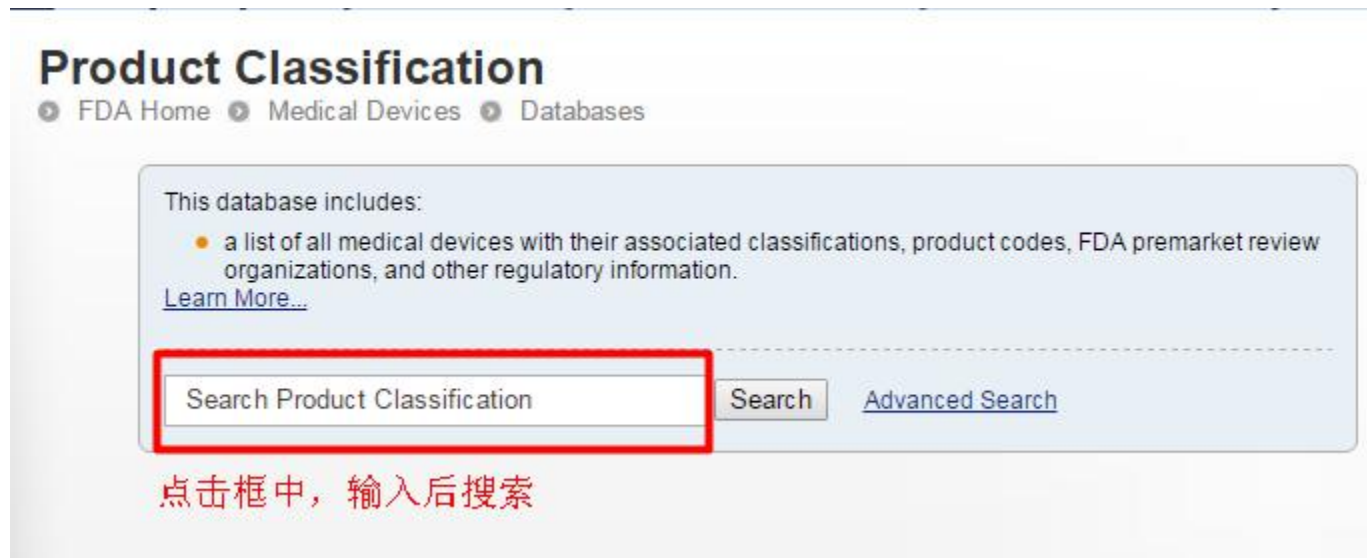 Product Classification
FDA Home Medical Devices Databases
This database includes:
a list of all medical devices with their associated classifications, product codes, FDA premarket review
organizations, and other regulatory information.
Learn More...
Search Product Classification Search Advanced Search
点击框中，输入后搜索